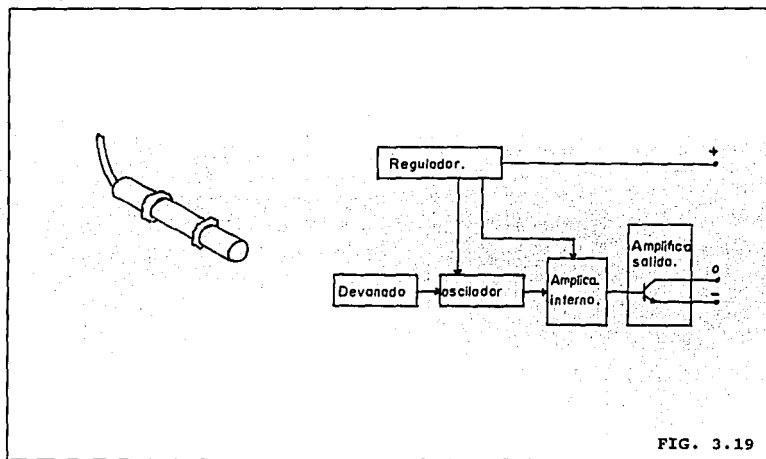 +
Regulador.
Amplifica
salida.
o
Devanado
oscilador
Amplica
interno.
-
FIG. 3.19